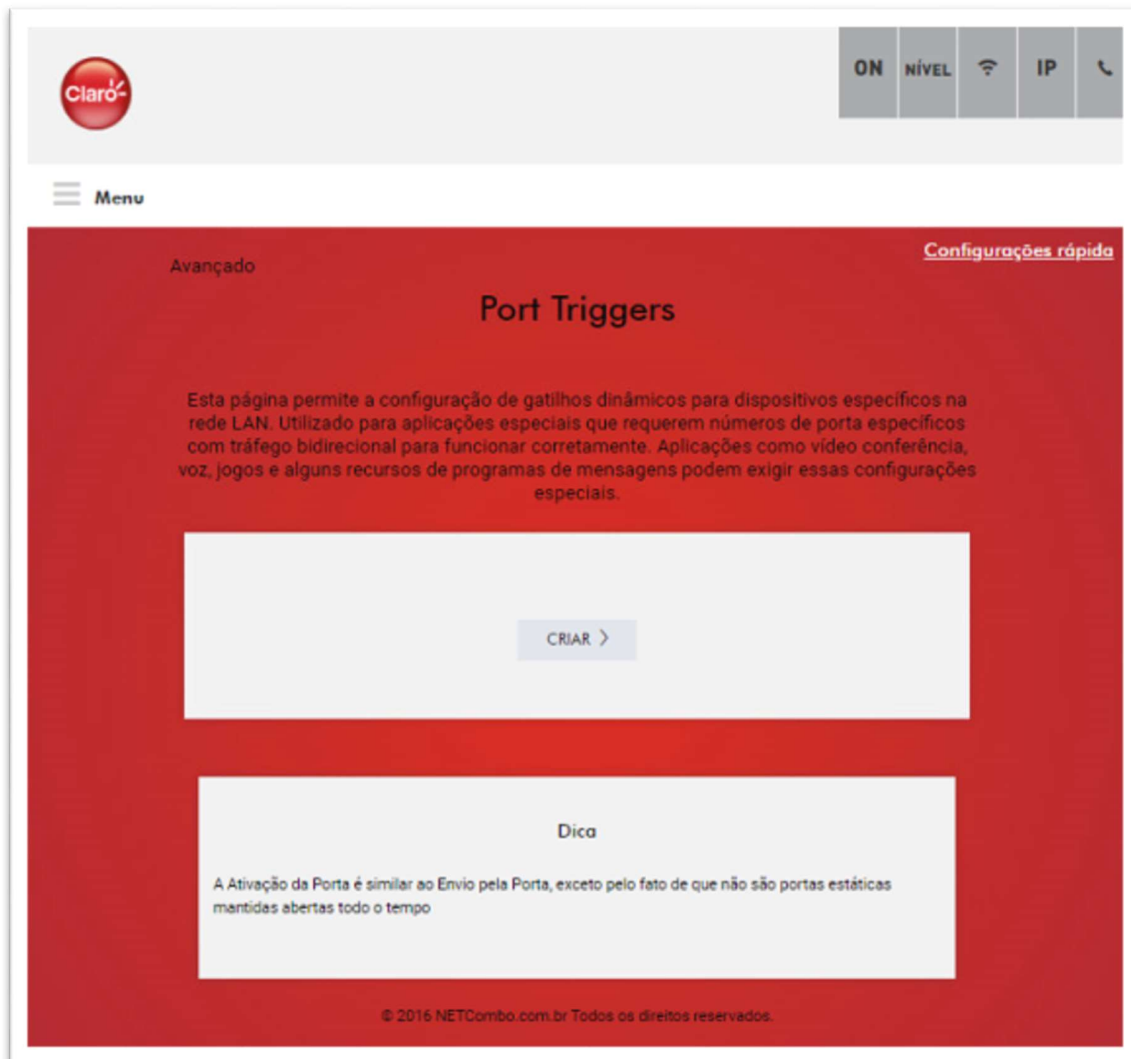 Claro
ON NÍVEL IP
Menu
Configurações rápida
Avançado
Port Triggers
Esta página permite a configuração de gatilhos dinâmicos para dispositivos específicos na
rede LAN. Utilizado para aplicações especiais que requerem números de porta específicos
com tráfego bidirecional para funcionar corretamente. Aplicações como vídeo conferência,
voz, jogos e alguns recursos de programas de mensagens podem exigir essas configurações
especiais.
CRIAR >
Dica
A Ativação da Porta é similar ao Envio pela Porta, exceto pelo fato de que não são portas estáticas
mantidas abertas todo o tempo
© 2016 NETCombo.com.br Todos os direitos reservados.